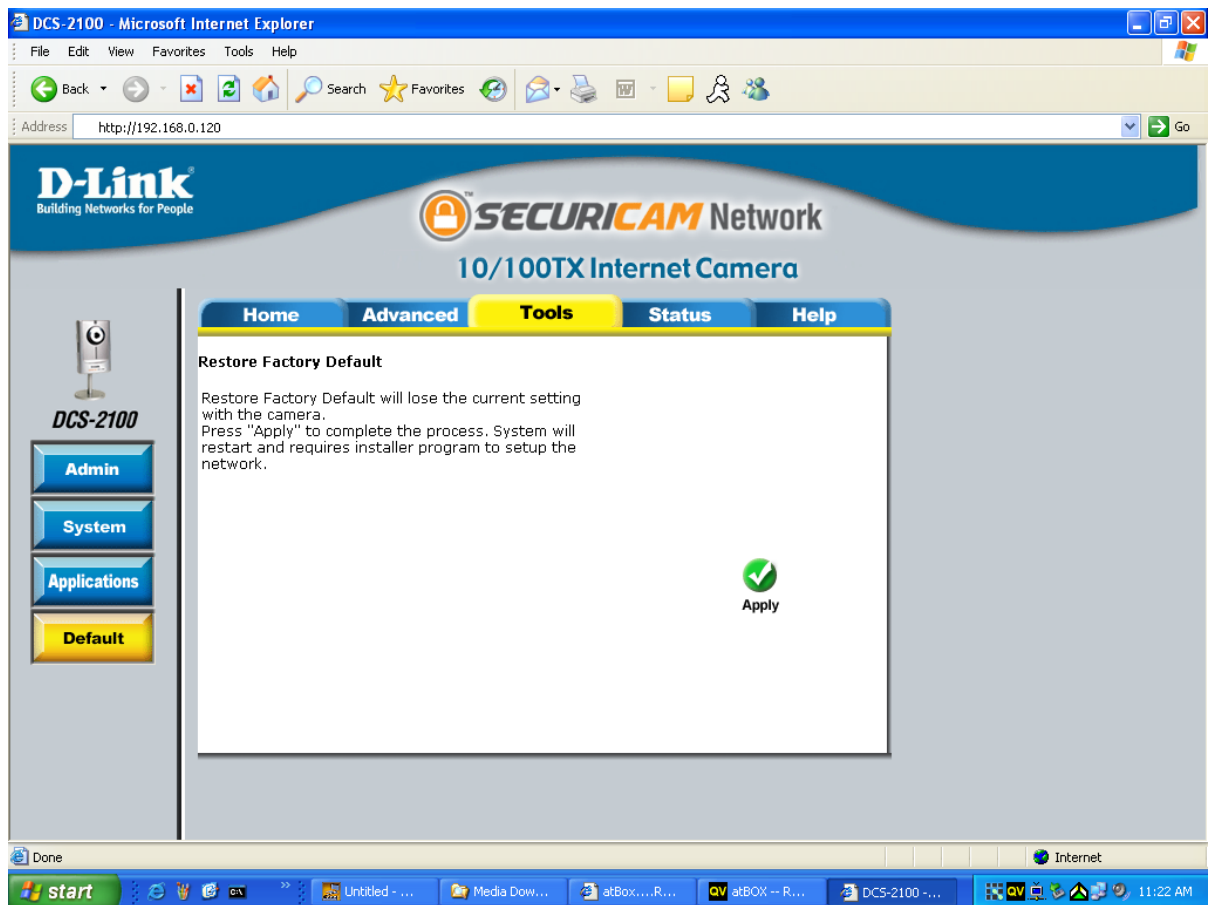 DCS-2100 - Microsoft Internet Explorer
File Edit View Favorites Tools Help
Back Search Favorites
Address http://192.168.0.120 Go
D-Link®
Building Networks for People
SECURICAM™ Network
10/100TX Internet Camera
Home Advanced Tools Status Help
DCS-2100
Admin
System
Applications
Default
Restore Factory Default
Restore Factory Default will lose the current setting
with the camera.
Press "Apply" to complete the process. System will
restart and requires installer program to setup the
network.
Apply
Done Internet
start Untitled - ... Media Dow... atBox....R... QV atBOX -- R... DCS-2100 -... QV 11:22 AM